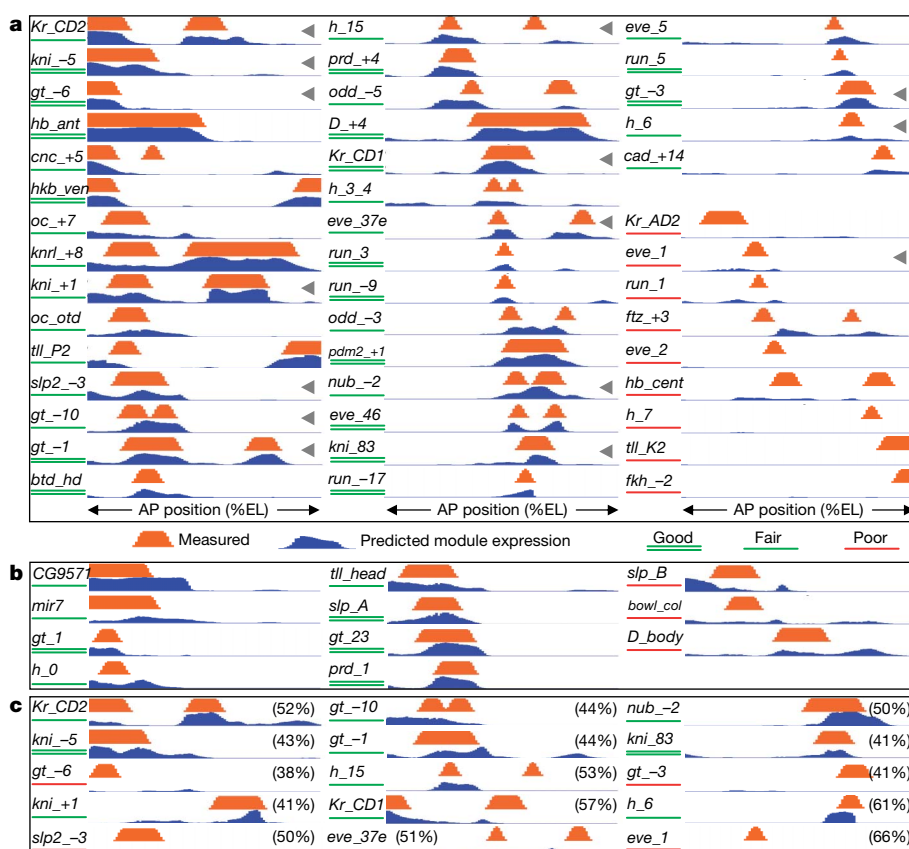 a
Kr_CD2
kni_–5
gt_–6
hb_ant
cnc_+5
hkb_ven
oc_+7
knrl_+8
kni_+1
oc_otd
tll_P2
slp2_–3
gt_–10
gt_–1
btd_hd
AP position (%EL)
h_15
prd_+4
odd_–5
D_+4
Kr_CD1
h_3_4
eve_37e
run_3
run_–9
odd_–3
pdm2_+1
nub_–2
eve_46
kni_83
run_–17
AP position (%EL)
eve_5
run_5
gt_–3
h_6
cad_+14
Kr_AD2
eve_1
run_1
ftz_+3
eve_2
hb_cent
h_7
tll_K2
fkh_–2
AP position (%EL)
Measured Predicted module expression Good Fair Poor
b
CG9571
mir7
gt_1
h_0
tll_head
slp_A
gt_23
prd_1
slp_B
bowl_col
D_body
c
Kr_CD2 (52%)
kni_–5 (43%)
gt_–6 (38%)
kni_+1 (41%)
slp2_–3 (50%)
gt_–10 (44%)
gt_–1 (44%)
h_15 (53%)
Kr_CD1 (57%)
eve_37e (51%)
nub_–2 (50%)
kni_83 (41%)
gt_–3 (41%)
h_6 (61%)
eve_1 (66%)